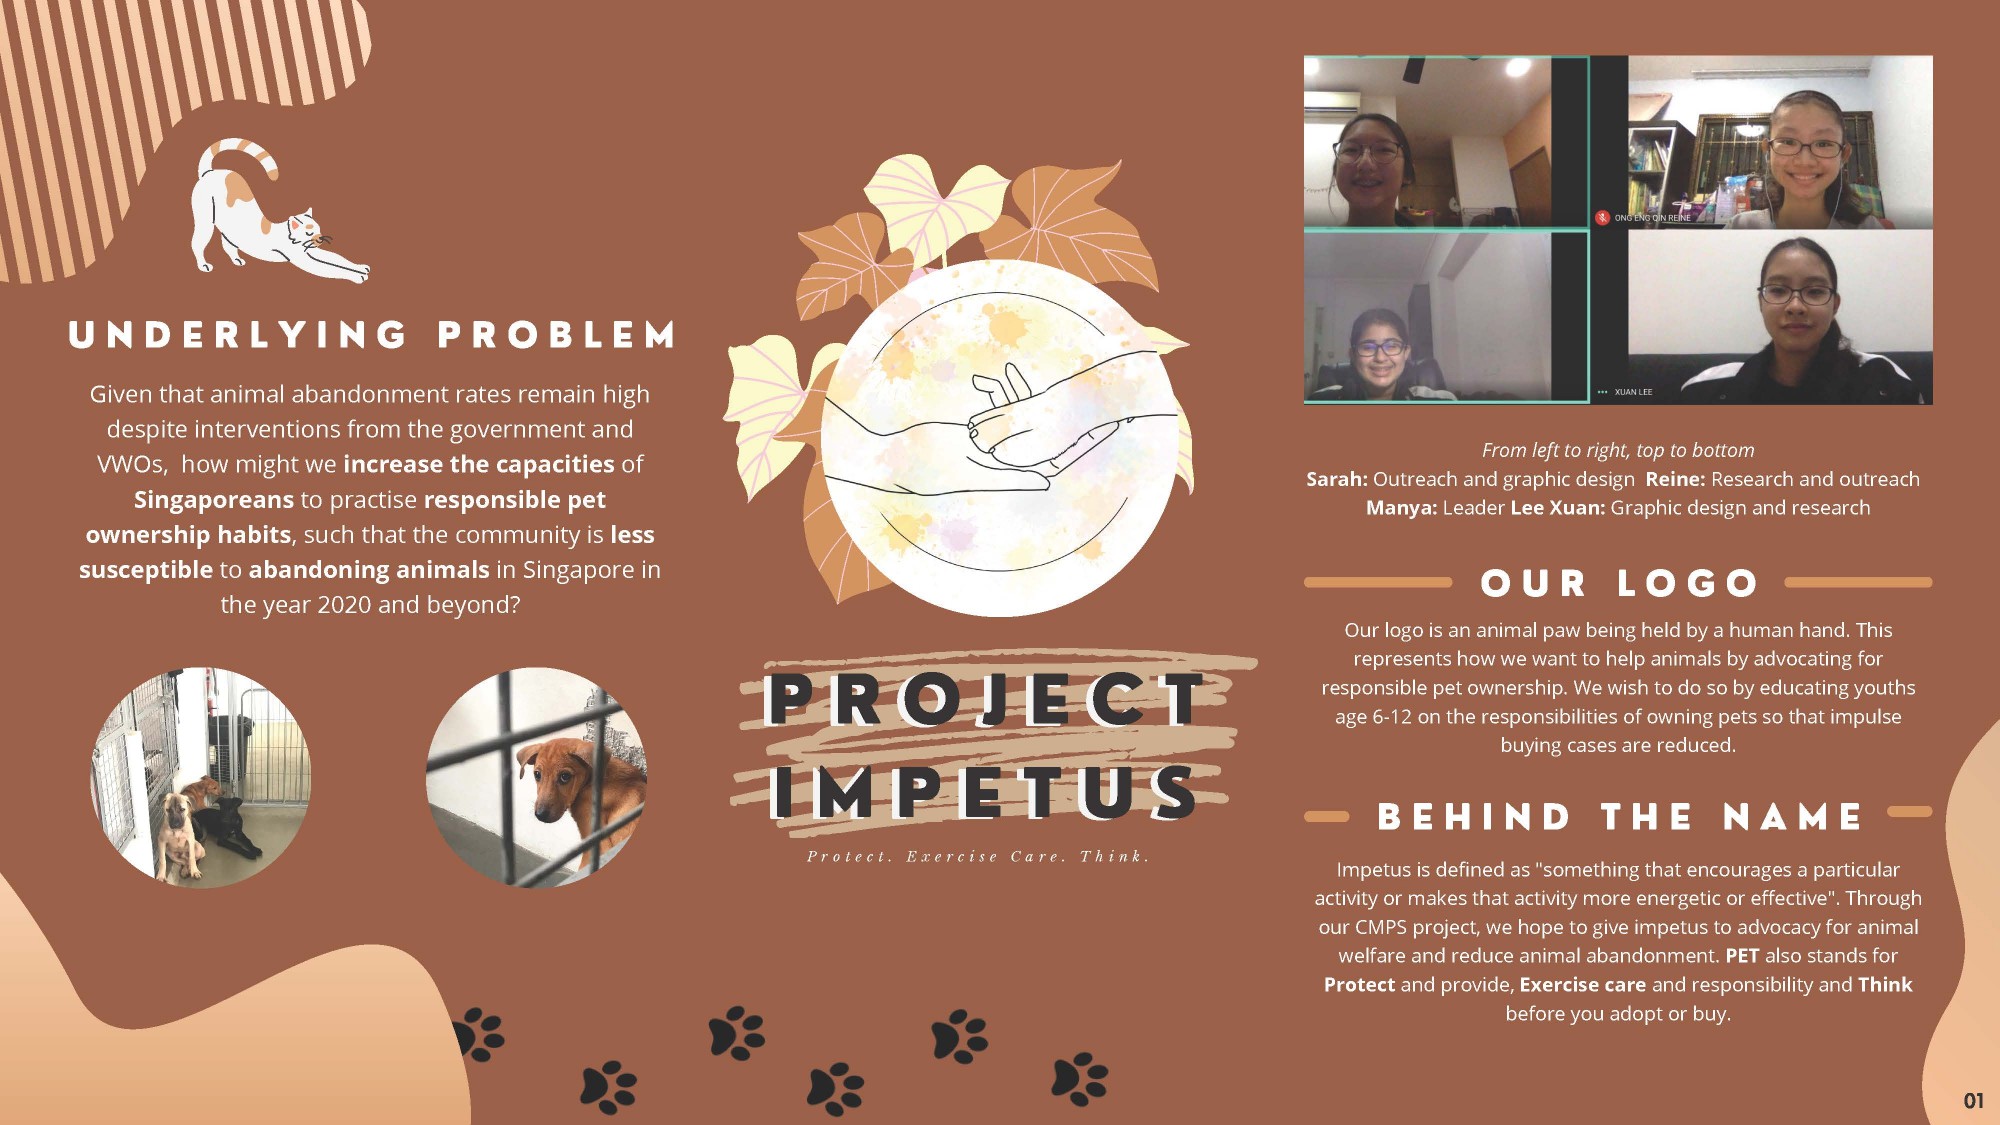 UNDERLYING PROBLEM
Given that animal abandonment rates remain high
despite interventions from the government and
VWOs, how might we increase the capacities of
Singaporeans to practise responsible pet
ownership habits, such that the community is less
susceptible to abandoning animals in Singapore in
the year 2020 and beyond?
PROJECT
IMPETUS
Protect. Exercise Care. Think.
ONG ENG QIN REINE
XUAN LEE
From left to right, top to bottom
Sarah: Outreach and graphic design Reine: Research and outreach
Manya: Leader Lee Xuan: Graphic design and research
OUR LOGO
Our logo is an animal paw being held by a human hand. This
represents how we want to help animals by advocating for
responsible pet ownership. We wish to do so by educating youths
age 6-12 on the responsibilities of owning pets so that impulse
buying cases are reduced.
BEHIND THE NAME
Impetus is defined as "something that encourages a particular
activity or makes that activity more energetic or effective". Through
our CMPS project, we hope to give impetus to advocacy for animal
welfare and reduce animal abandonment. PET also stands for
Protect and provide, Exercise care and responsibility and Think
before you adopt or buy.
01